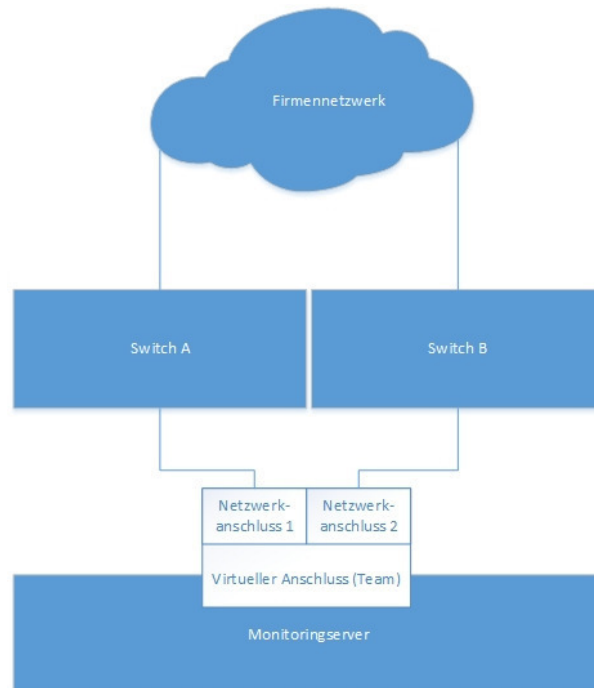 Firmennetzwerk
Switch A
Switch B
Netzwerk-
anschluss 1
Netzwerk-
anschluss 2
Virtueller Anschluss (Team)
Monitoringserver